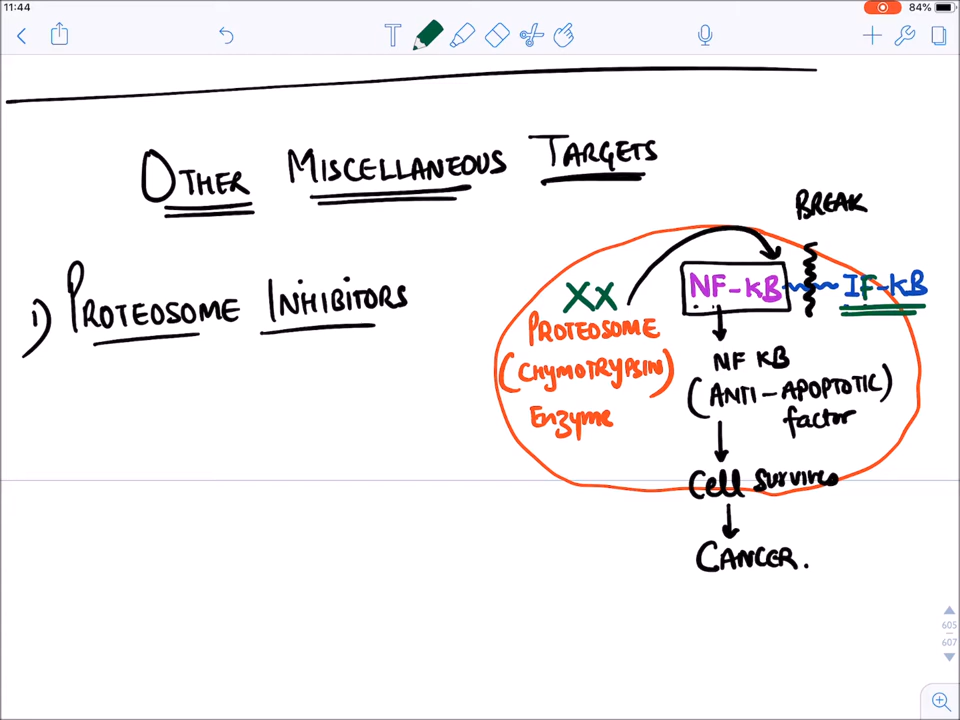 11:44
84%
T
OTHER MISCELLANEOUS TARGETS
BREAK
1) PROTEOSOME INHIBITORS
XX
NF-KB
IF-KB
PROTEOSOME
(CHYMOTRYPSIN)
Enzyme
NF KB
(ANTI-APOPTOTIC)
factor
Cell Survives
CANCER.
605
607